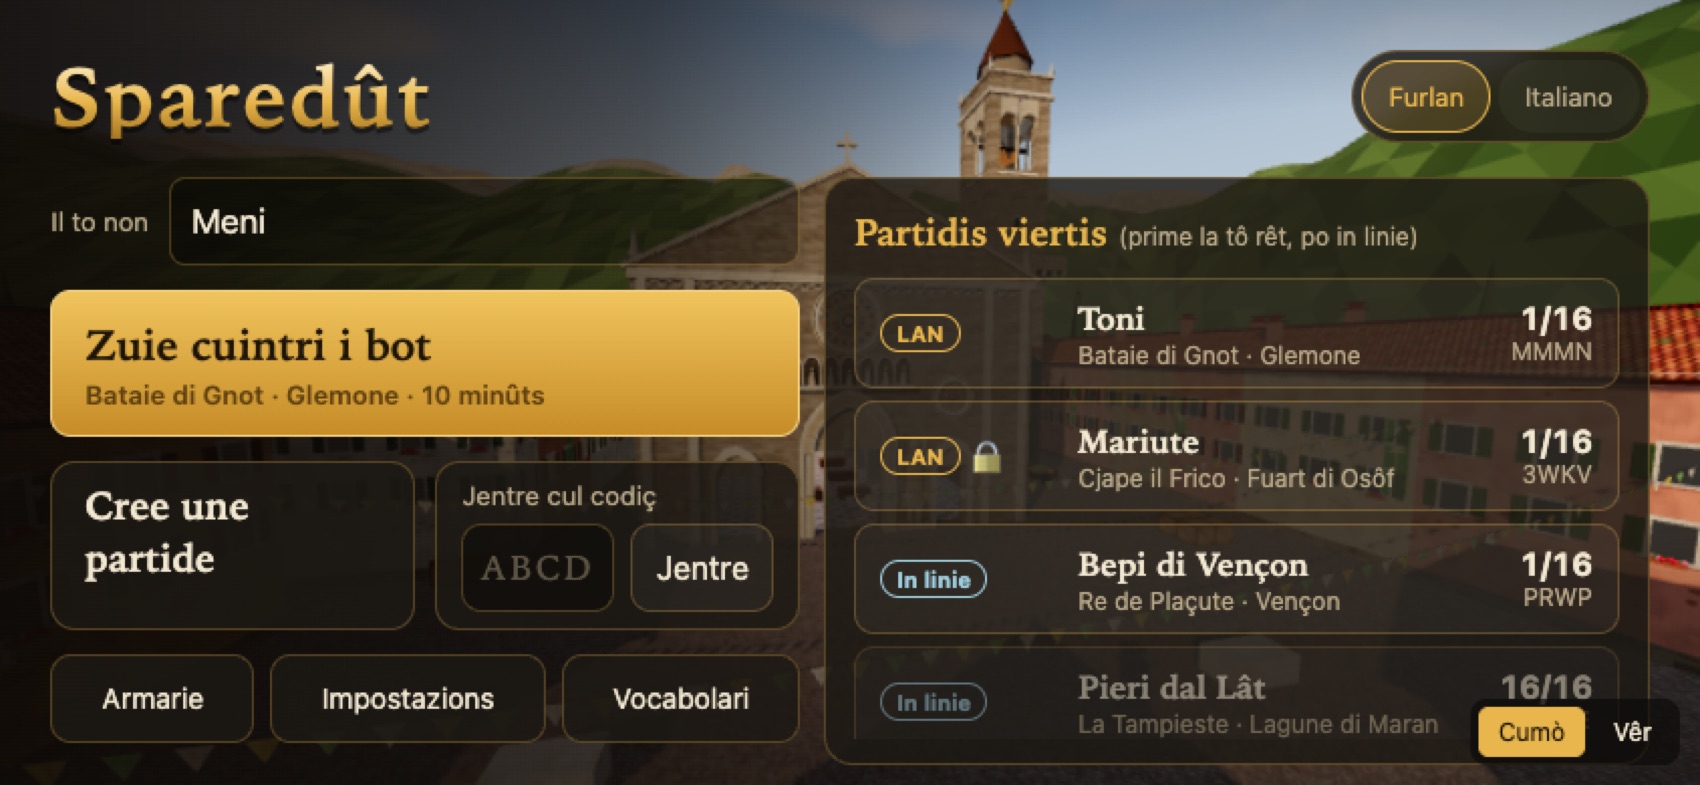 Sparedût
Furlan
Italiano
Il to non
Meni
Zuie cuintri i bot
Bataie di Gnot · Glemone · 10 minûts
Cree une
partide
Jentre cul codiç
ABCD
Jentre
Armarie
Impostazions
Vocabolari
Partidis viertis (prime la tô rêt, po in linie)
LAN
Toni
1/16
Bataie di Gnot · Glemone
MMMN
LAN
Mariute
1/16
Cjape il Frico · Fuart di Osôf
3WKV
In linie
Bepi di Vençon
1/16
Re de Plaçute · Vençon
PRWP
In linie
Pieri dal Lât
16/16
La Tampieste · Lagune di Maran
Cumò
Vêr